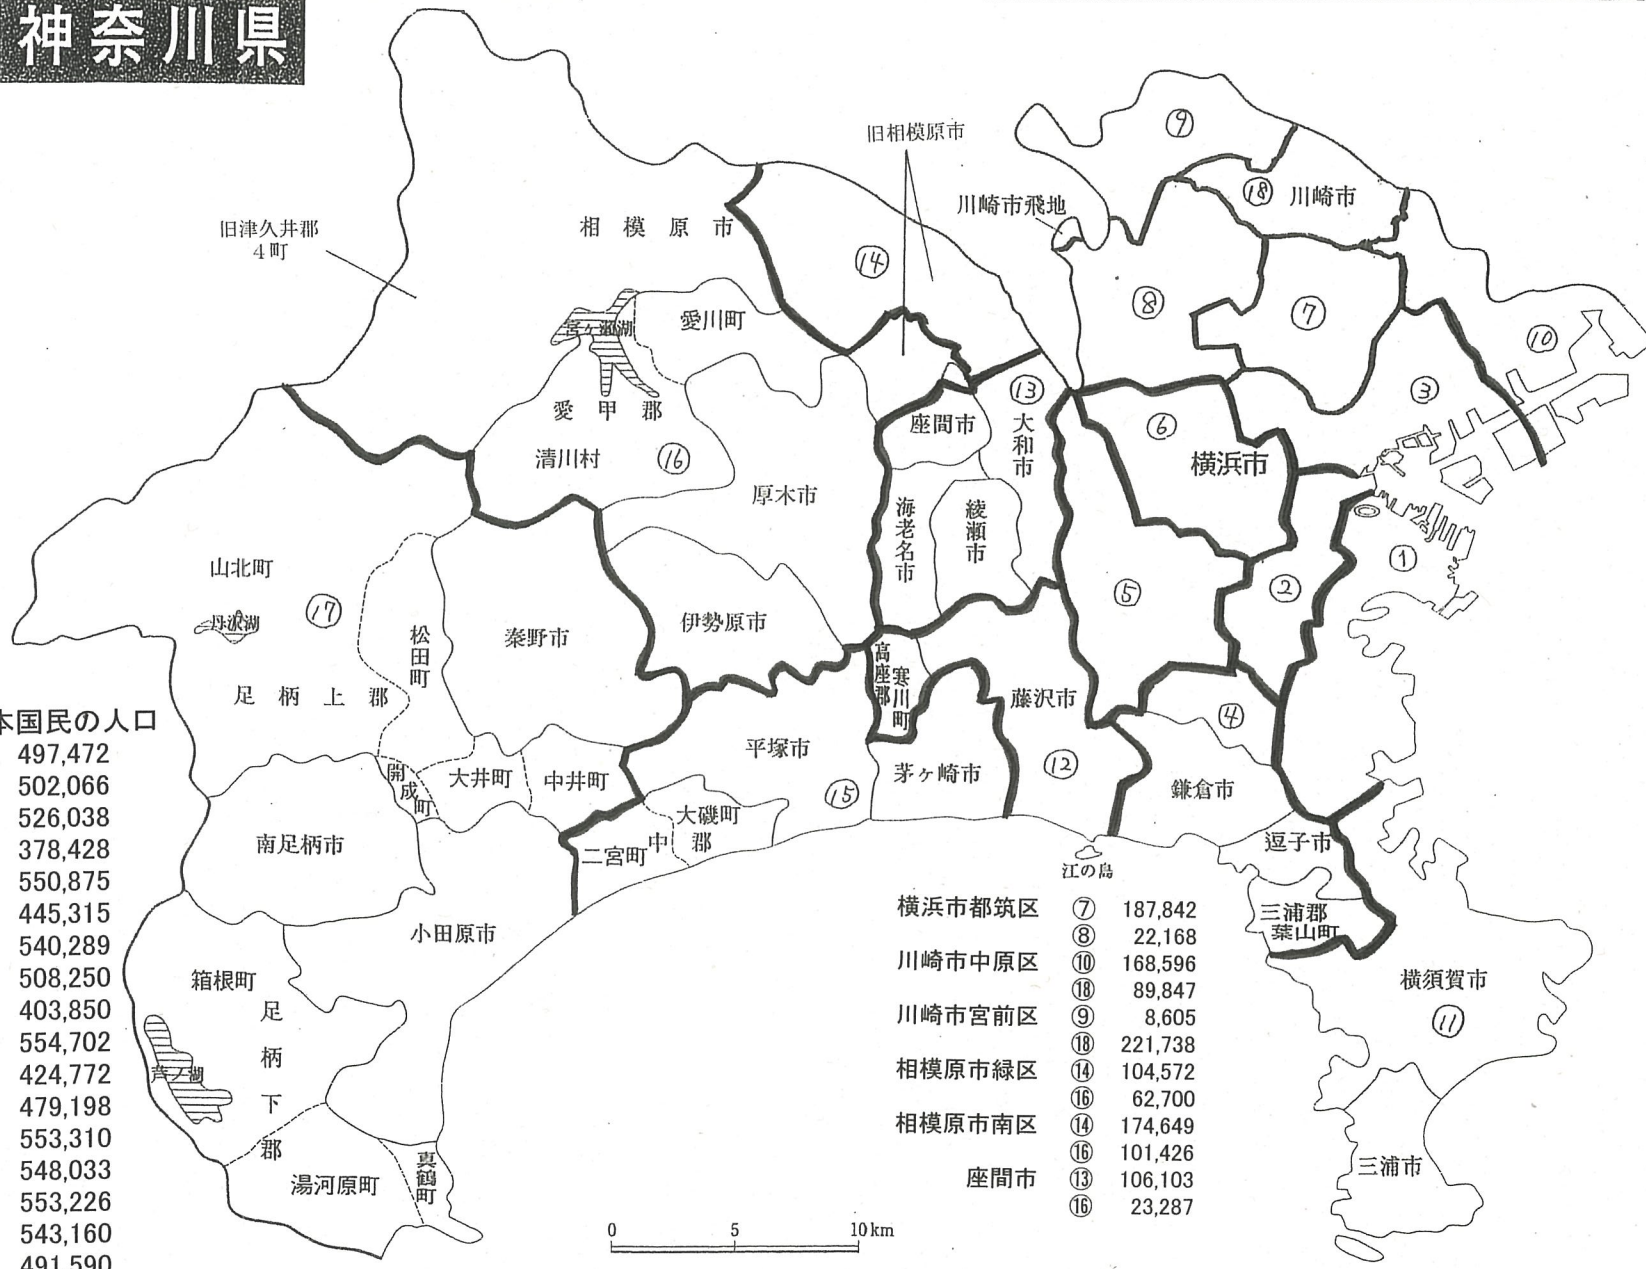 神奈川県
旧相模原市
川崎市飛地
川崎市
旧津久井郡
4町
相模原市
⑨
⑱
⑭
⑧
⑦
⑩
③
宮ヶ瀬湖
愛川町
愛甲郡
清川村
⑯
厚木市
座間市
⑬
大和市
海老名市
綾瀬市
⑥
横浜市
⑤
②
①
山北町
丹沢湖
⑰
松田町
秦野市
伊勢原市
足柄上郡
高座郡
寒川町
藤沢市
④
平塚市
茅ヶ崎市
⑫
鎌倉市
開成町
大井町
中井町
⑮
大磯町
中郡
二宮町
南足柄市
逗子市
江の島
小田原市
三浦郡
葉山町
箱根町
足柄下郡
芦ノ湖
横須賀市
⑪
湯河原町
真鶴町
三浦市
本国民の人口
497,472
502,066
526,038
378,428
550,875
445,315
540,289
508,250
403,850
554,702
424,772
479,198
553,310
548,033
553,226
543,160
491,590
横浜市都筑区 ⑦ 187,842
⑧ 22,168
川崎市中原区 ⑩ 168,596
⑱ 89,847
川崎市宮前区 ⑨ 8,605
⑱ 221,738
相模原市緑区 ⑭ 104,572
⑯ 62,700
相模原市南区 ⑭ 174,649
⑯ 101,426
座間市 ⑬ 106,103
⑯ 23,287
0 5 10km